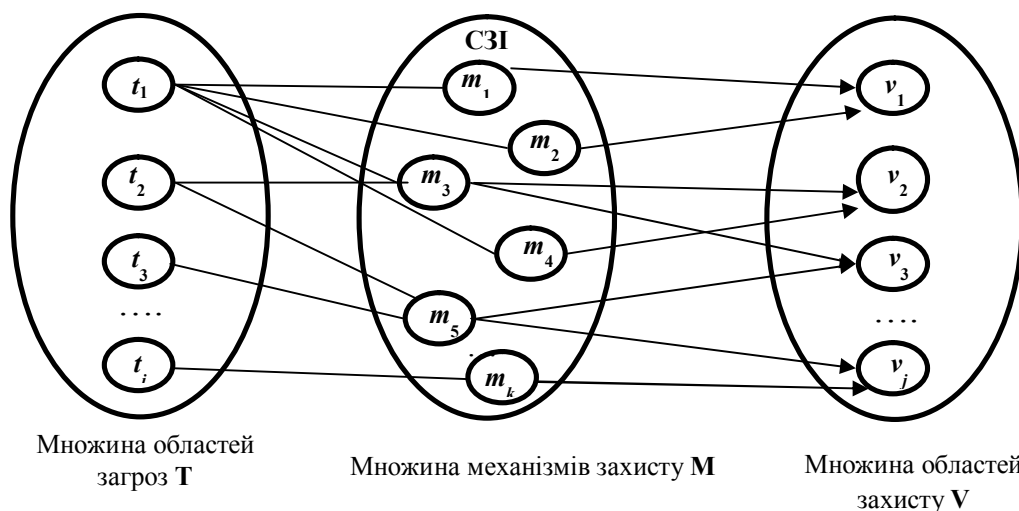 СЗІ
t1
m1
v1
m2
t2
m3
v2
m4
t3
v3
....
m5
....
...
ti
mk
vj
Множина областей
загроз T
Множина механізмів захисту M
Множина областей
захисту V